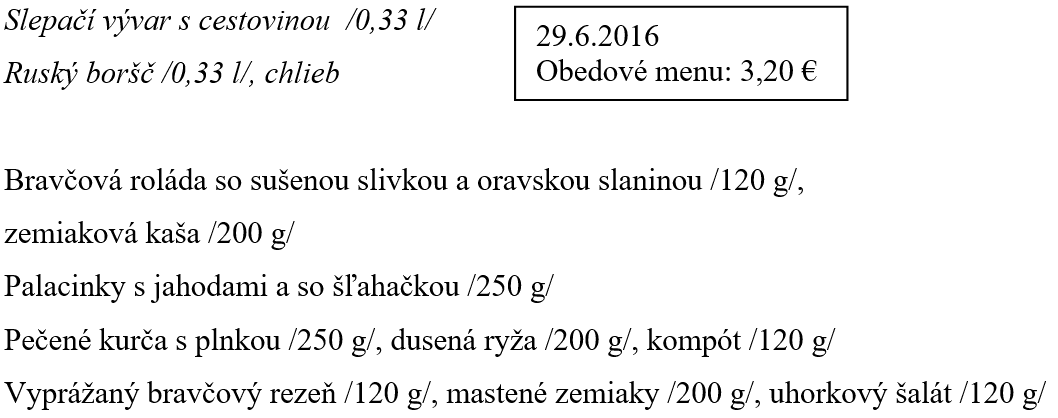 Slepačí vývar s cestovinou /0,33 l/
Ruský boršč /0,33 l/, chlieb
29.6.2016
Obedové menu: 3,20 €
Bravčová roláda so sušenou slivkou a oravskou slaninou /120 g/,
zemiaková kaša /200 g/
Palacinky s jahodami a so šľahačkou /250 g/
Pečené kurča s plnkou /250 g/, dusená ryža /200 g/, kompót /120 g/
Vyprážaný bravčový rezeň /120 g/, mastené zemiaky /200 g/, uhorkový šalát /120 g/